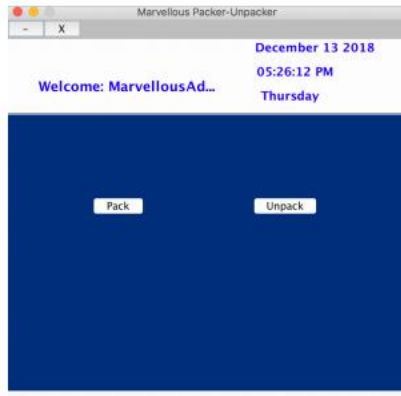 Marvellous Packer-Unpacker
– X
December 13 2018
05:26:12 PM
Welcome: MarvellousAd...
Thursday
Pack Unpack